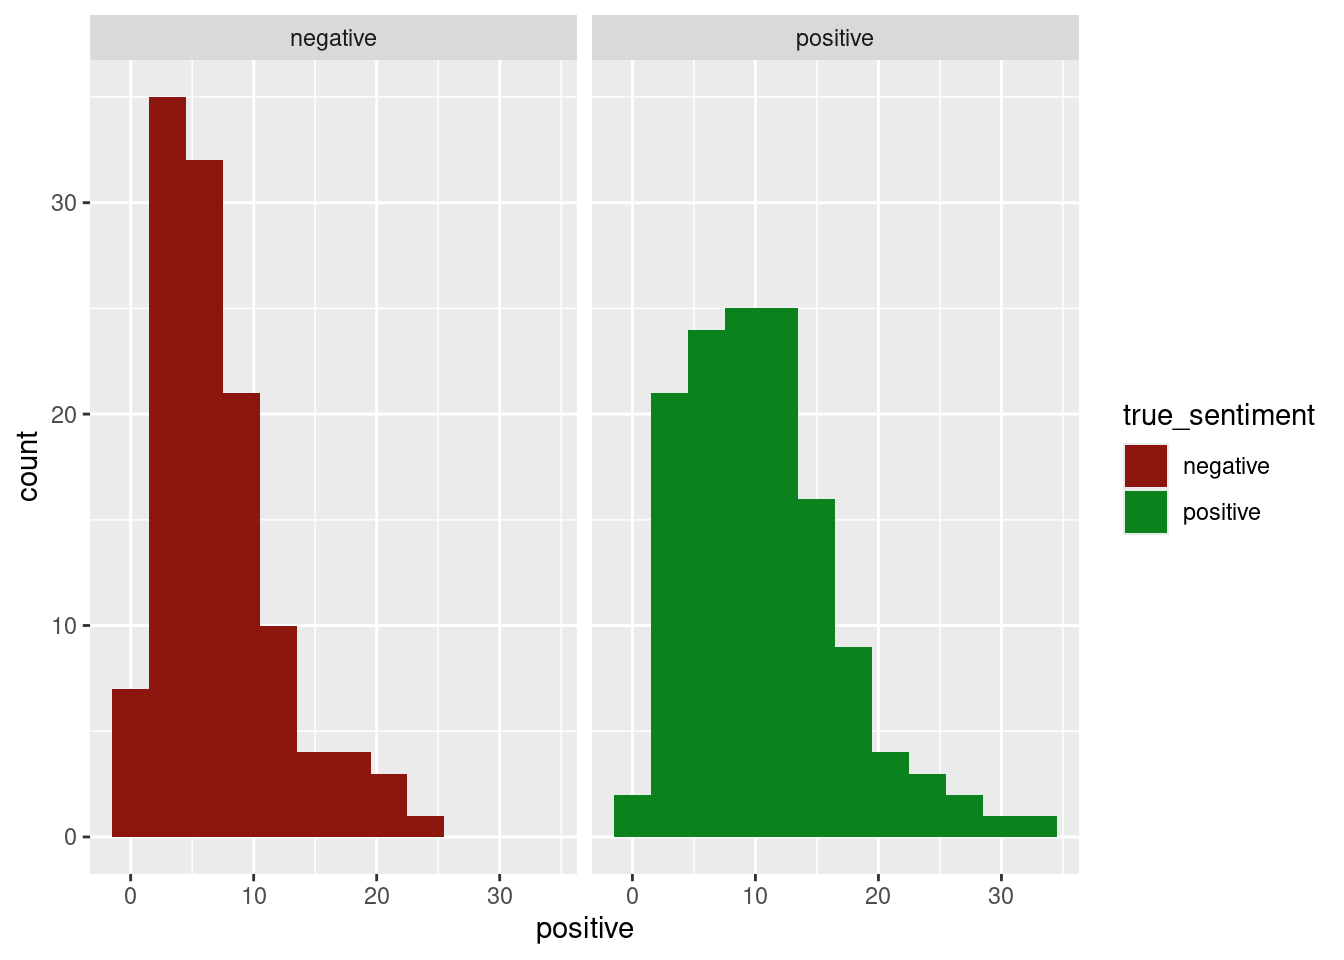 negative
positive
30
20
10
0
count
0 10 20 30
0 10 20 30
positive
true_sentiment
negative
positive